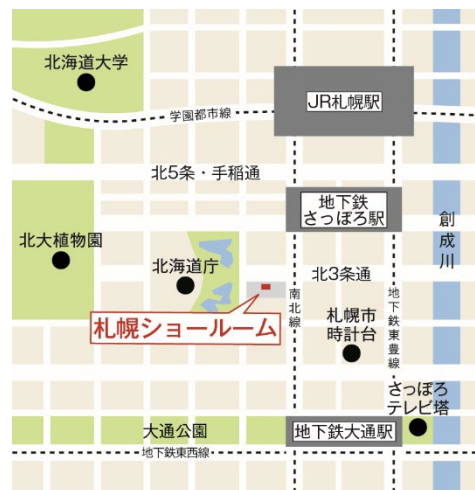 北海道大学
JR札幌駅
学園都市線
北5条・手稲通
地下鉄
さっぽろ駅
創成川
北大植物園
北海道庁
北3条通
札幌ショールーム
南北線
地下鉄東豊線
札幌市
時計台
さっぽろ
テレビ塔
大通公園
地下鉄大通駅
地下鉄東西線